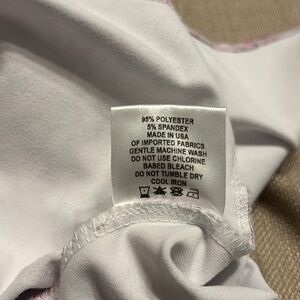 95% POLYESTER
5% SPANDEX
MADE IN USA
OF IMPORTED FABRICS
GENTLE MACHINE WASH
DO NOT USE CHLORINE
BASED BLEACH
DO NOT TUMBLE DRY
COOL IRON